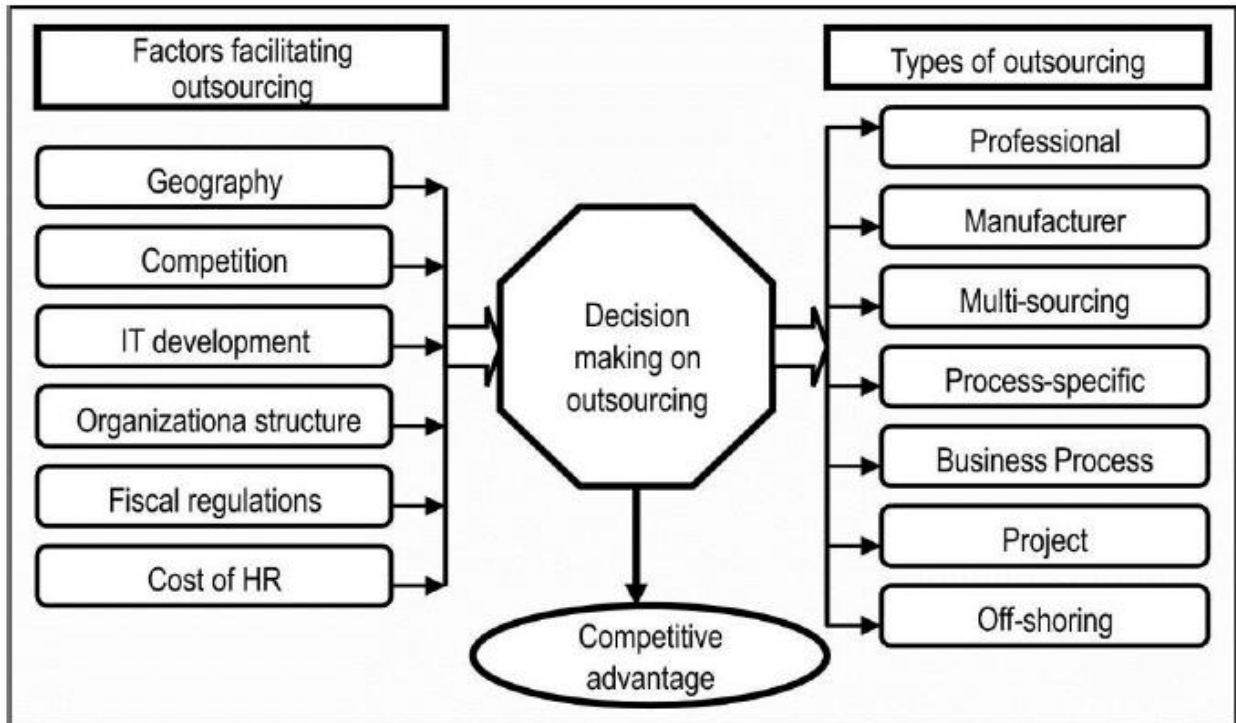 Factors facilitating
outsourcing
Geography
Competition
IT development
Organizationa structure
Fiscal regulations
Cost of HR
Decision
making on
outsourcing
Competitive
advantage
Types of outsourcing
Professional
Manufacturer
Multi-sourcing
Process-specific
Business Process
Project
Off-shoring